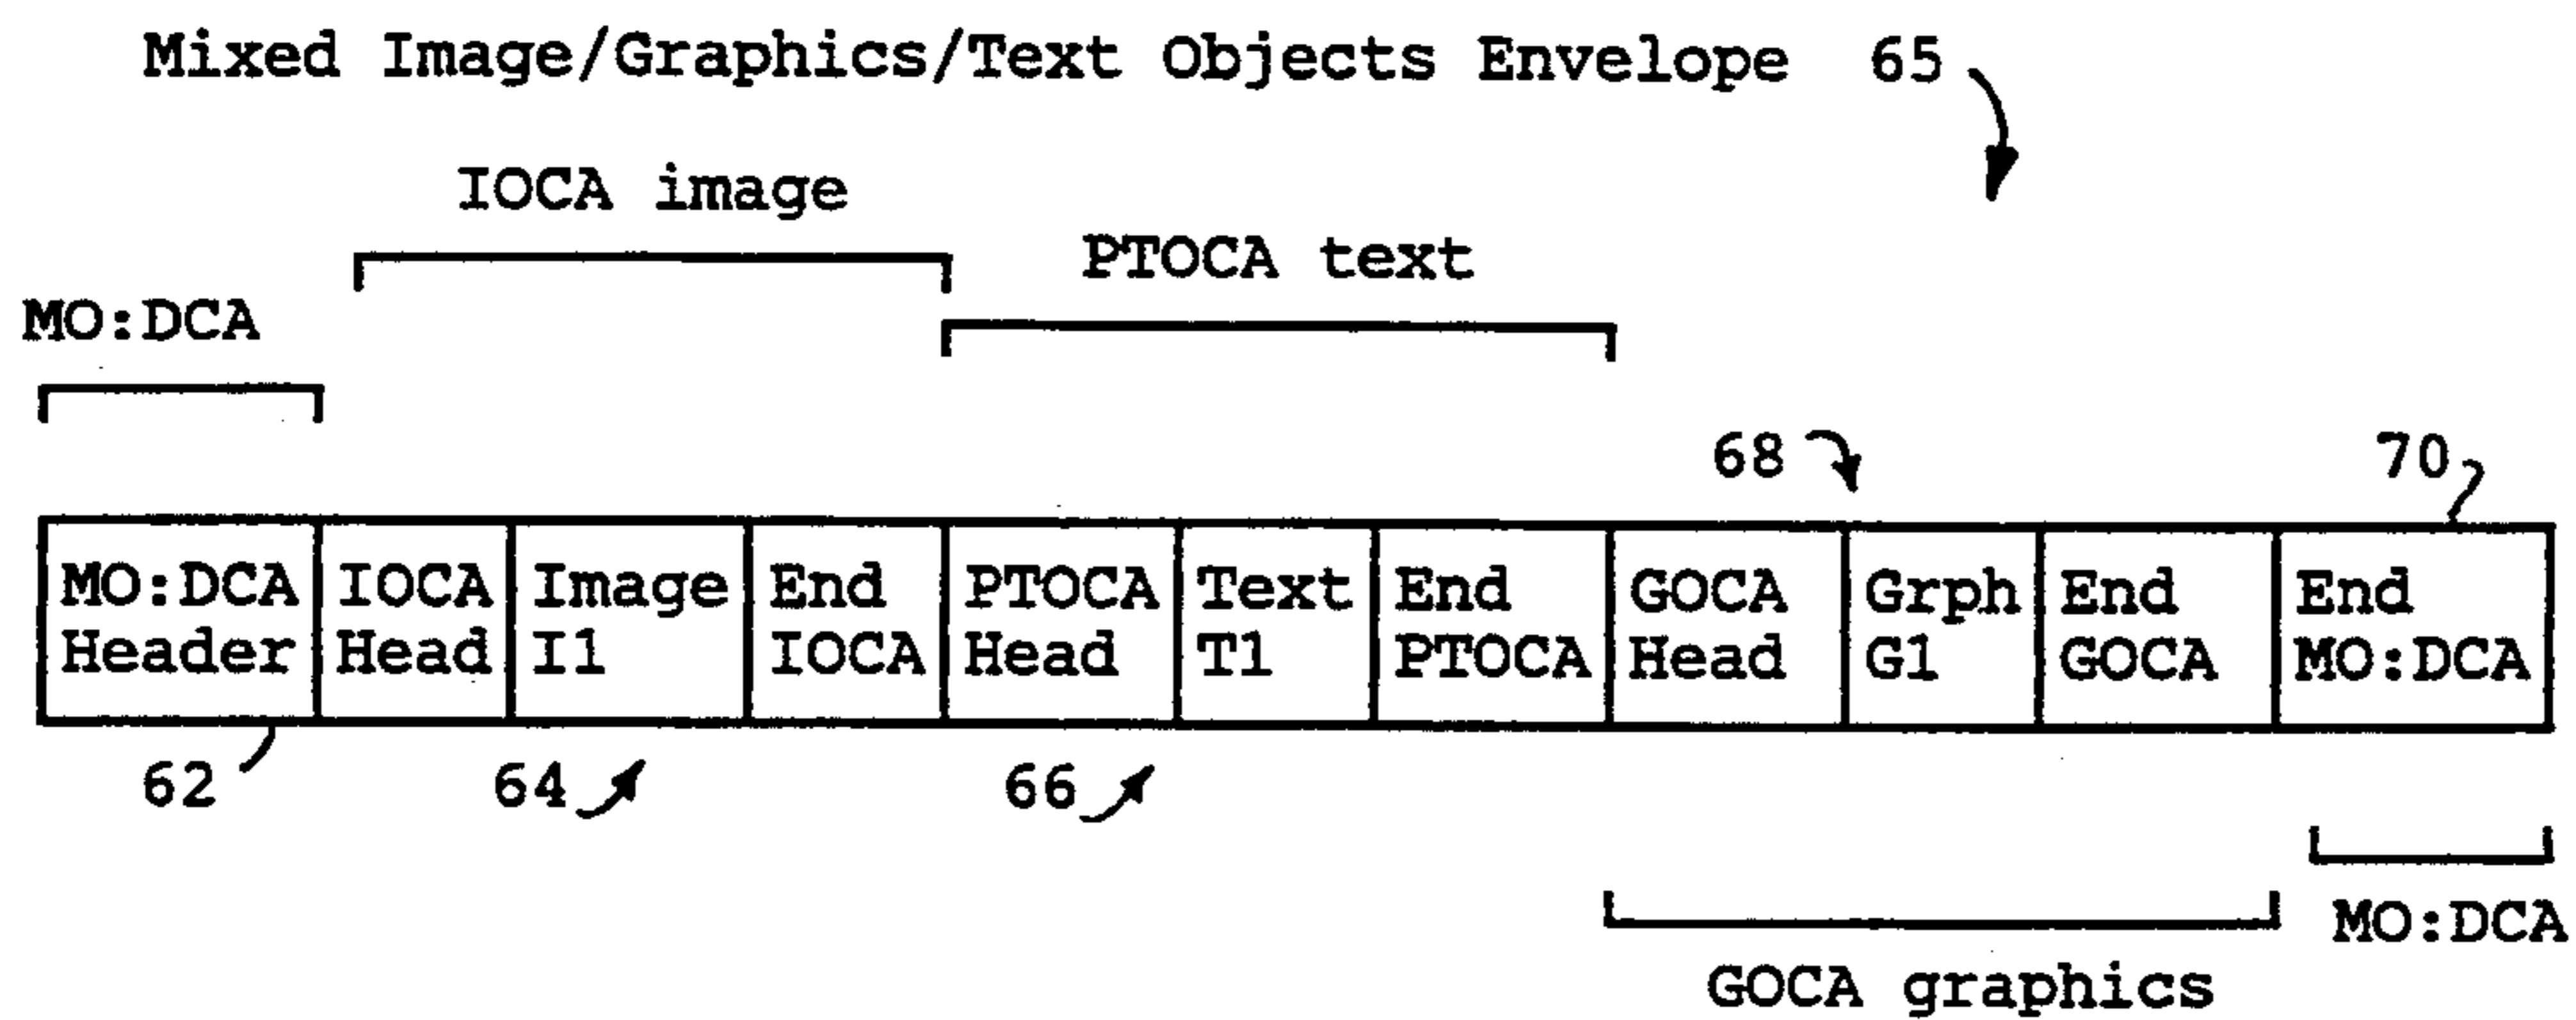 Mixed Image/Graphics/Text Objects Envelope 65
IOCA image
PTOCA text
MO:DCA
68
70
MO:DCA Header
IOCA Head
Image I1
End IOCA
PTOCA Head
Text T1
End PTOCA
GOCA Head
Grph G1
End GOCA
End MO:DCA
62
64
66
MO:DCA
GOCA graphics